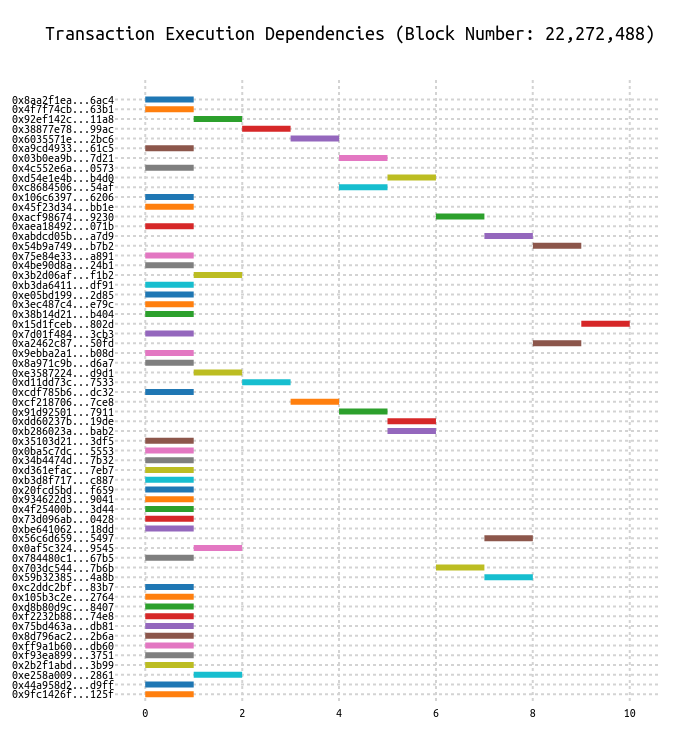 Transaction Execution Dependencies (Block Number: 22,272,488)
0x8aa2f1ea...6ac4
0x4f7f74cb...63b1
0x92ef142c...11a8
0x38877e78...99ac
0x6035571e...2bc6
0xa9cd4933...61c5
0x03b0ea9b...7d21
0x4c552e6a...0573
0xd54e1e4b...b4d0
0xc8684506...54af
0x106c6397...6206
0x45f23d34...bb1e
0xacf98674...9230
0xaea18492...071b
0xabdcd05b...a7d9
0x54b9a749...b7b2
0x75e84e33...a891
0x4be90d8a...24b1
0x3b2d06af...f1b2
0xb3da6411...df91
0xe05bd199...2d85
0x3ec487c4...e79c
0x38b14d21...b404
0x15d1fceb...802d
0x7d01f484...3cb3
0xa2462c87...50fd
0x9ebba2a1...b08d
0x8a971c9b...d6a7
0xe3587224...d9d1
0xd11dd73c...7533
0xcdf785b6...dc32
0xcf218706...7ce8
0x91d92501...7911
0xdd60237b...19de
0xb286023a...bab2
0x35103d21...3df5
0x0ba5c7dc...5553
0x34b4474d...7b32
0xd361efac...7eb7
0xb3d8f717...c887
0x20fcd5bd...f659
0x934622d3...9041
0x4f25400b...3d44
0x73d096ab...0428
0xbe641062...18dd
0x56c6d659...5497
0x0af5c324...9545
0x784480c1...67b5
0x703dc544...7b6b
0x59b32385...4a8b
0xc2ddc2bf...83b7
0x105b3c2e...2764
0xd8b80d9c...8407
0xf2232b88...74e8
0x75bd463a...db81
0x8d796ac2...2b6a
0xff9a1b60...db60
0xf93ea899...3751
0x2b2f1abd...3b99
0xe258a009...2861
0x44a958d2...d9ff
0x9fc1426f...125f
0 2 4 6 8 10